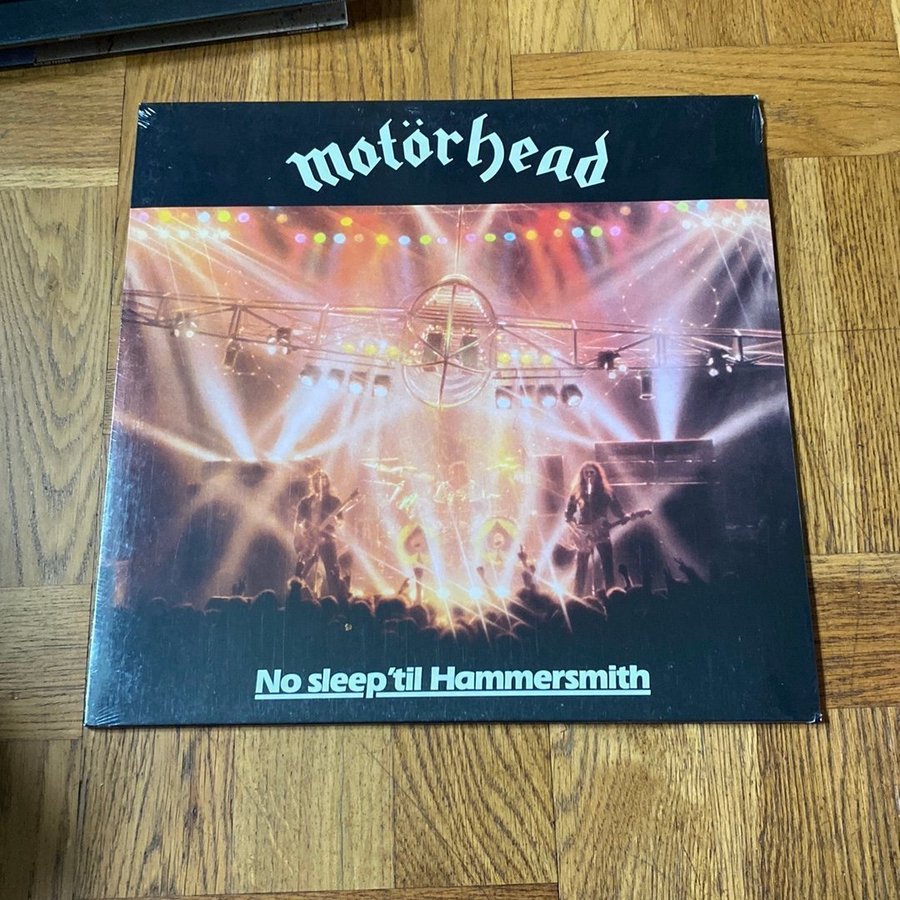 motörhead
No sleep 'til Hammersmith